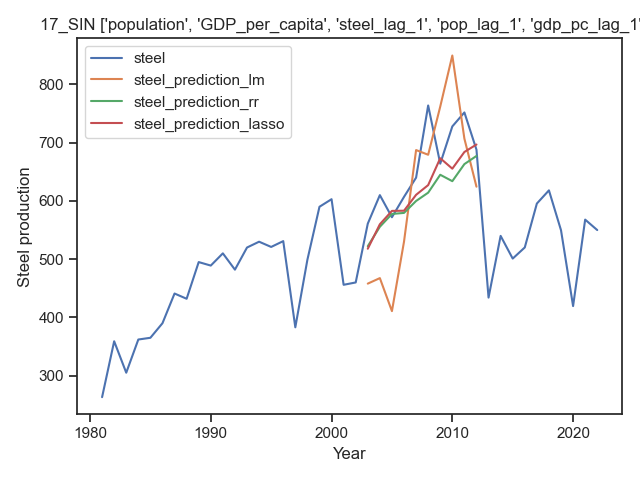 17_SIN ['population', 'GDP_per_capita', 'steel_lag_1', 'pop_lag_1', 'gdp_pc_lag_1'
steel
steel_prediction_lm
steel_prediction_rr
steel_prediction_lasso
Steel production
800
700
600
500
400
300
1980
1990
2000
2010
2020
Year